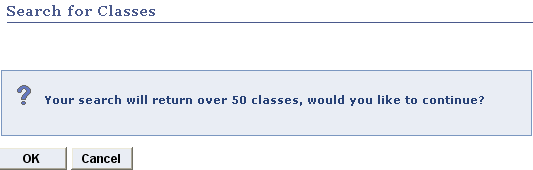 Search for Classes
? Your search will return over 50 classes, would you like to continue?
OK Cancel